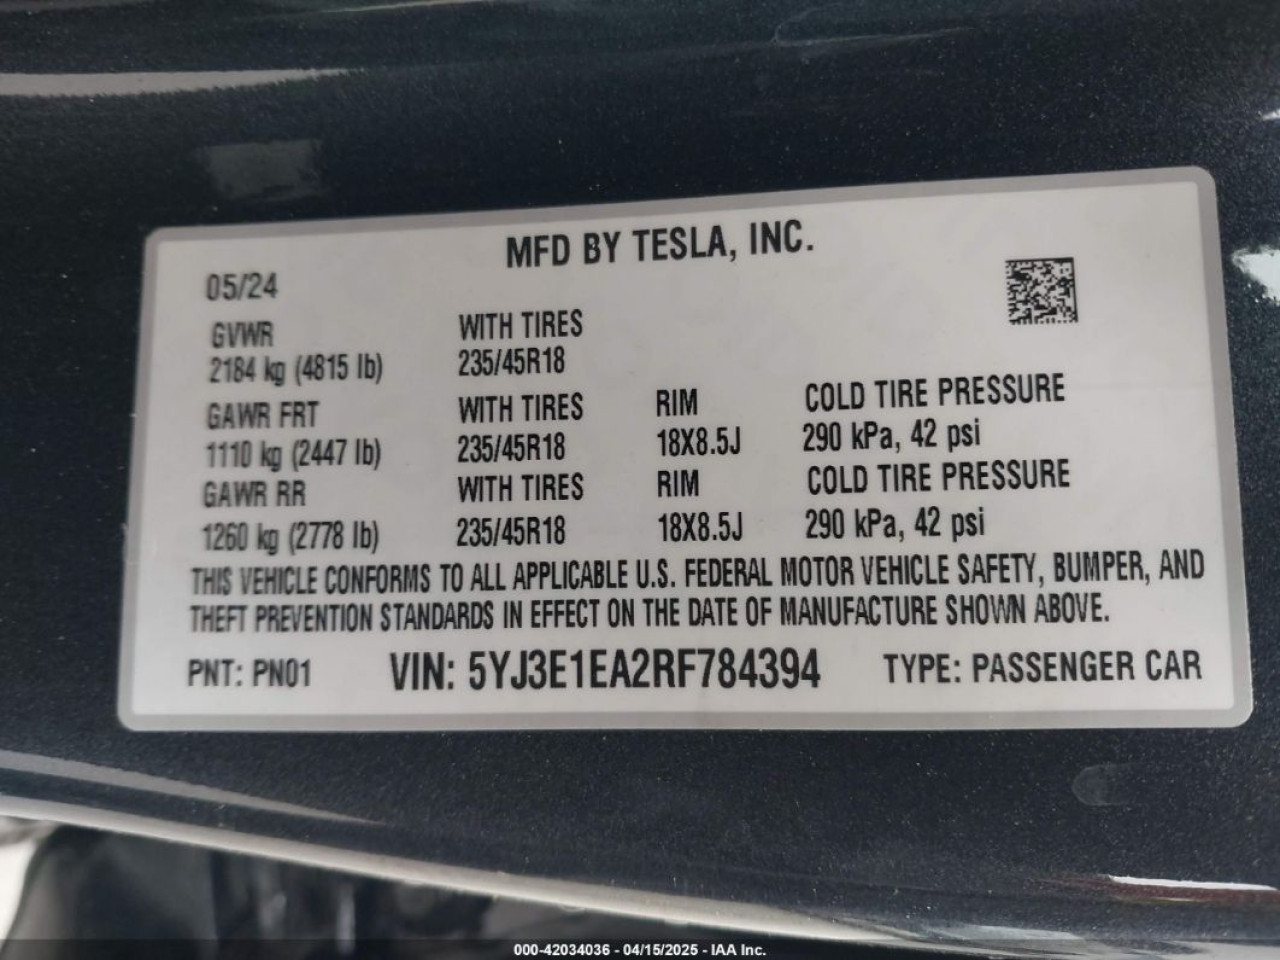 MFD BY TESLA, INC.
05/24
GVWR WITH TIRES
2184 kg (4815 lb) 235/45R18
GAWR FRT WITH TIRES RIM COLD TIRE PRESSURE
1110 kg (2447 lb) 235/45R18 18X8.5J 290 kPa, 42 psi
GAWR RR WITH TIRES RIM COLD TIRE PRESSURE
1260 kg (2778 lb) 235/45R18 18X8.5J 290 kPa, 42 psi
THIS VEHICLE CONFORMS TO ALL APPLICABLE U.S. FEDERAL MOTOR VEHICLE SAFETY, BUMPER, AND
THEFT PREVENTION STANDARDS IN EFFECT ON THE DATE OF MANUFACTURE SHOWN ABOVE.
PNT: PN01 VIN: 5YJ3E1EA2RF784394 TYPE: PASSENGER CAR
000-42034036 - 04/15/2025 - IAA Inc.